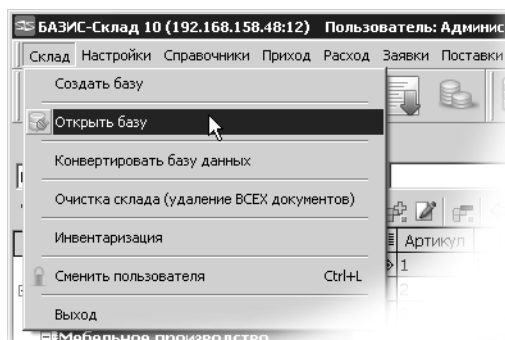 БАЗИС-Склад 10 (192.168.158.48:12) Пользователь: Админис
Склад Настройки Справочники Приход Расход Заявки Поставки
Создать базу
Открыть базу
Конвертировать базу данных
Очистка склада (удаление ВСЕХ документов)
Инвентаризация
Артикул
1
Сменить пользователя Ctrl+L
2
Выход
Мебельное производство